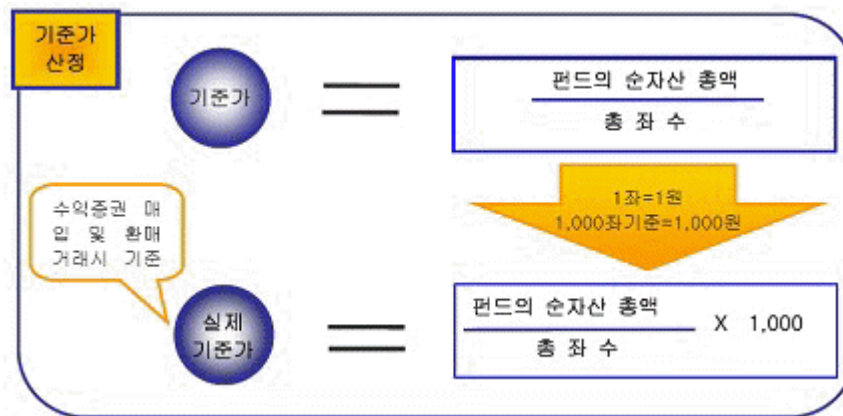 기준가
산정
기준가
펀드의 순자산 총액
총 좌 수
1좌=1원
1,000좌기준=1,000원
수익증권 매
입 및 환매
거래시 기준
실제
기준가
펀드의 순자산 총액
총 좌 수
X 1,000